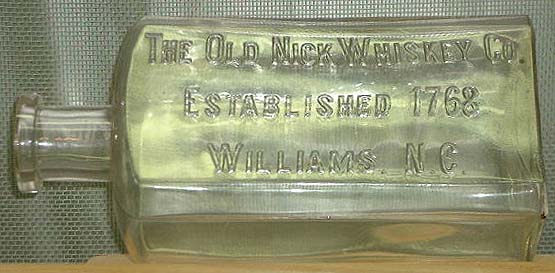 The Old Nick Whiskey Co.
Established 1768
Williams. N.C.